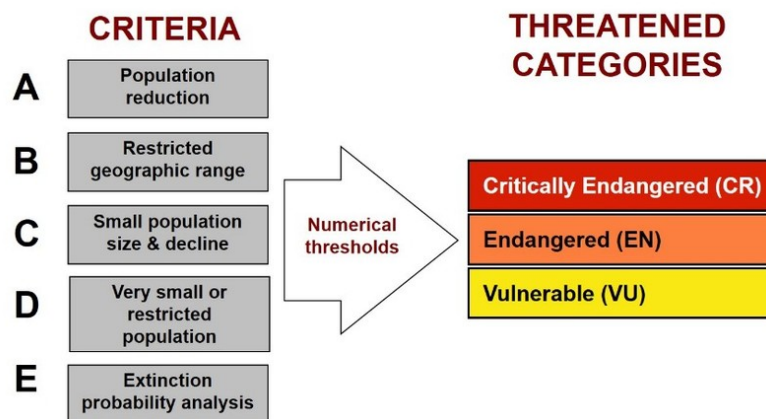 CRITERIA
A
Population
reduction
B
Restricted
geographic range
C
Small population
size & decline
D
Very small or
restricted
population
E
Extinction
probability analysis
Numerical
thresholds
THREATENED
CATEGORIES
Critically Endangered (CR)
Endangered (EN)
Vulnerable (VU)